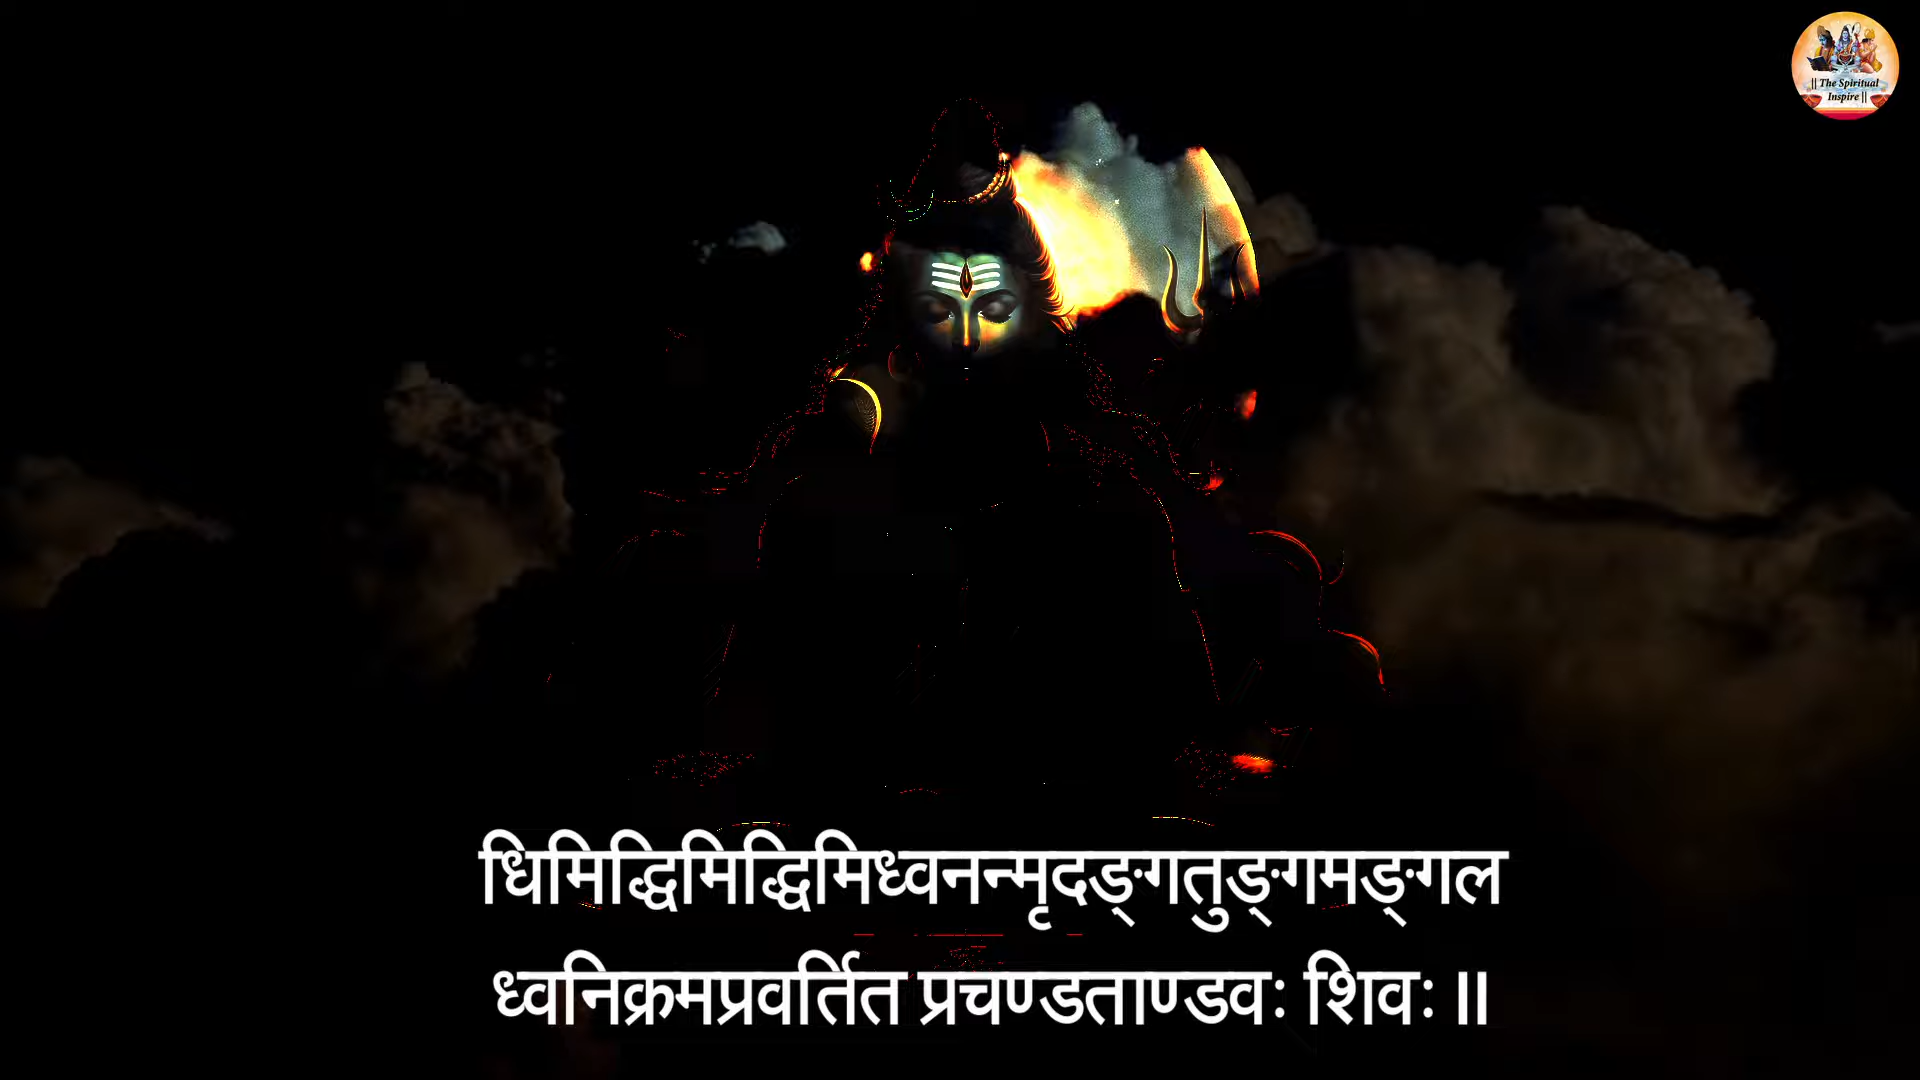 || The Spiritual
Inspire ||
धिमिद्धिमिद्धिमिध्वनन्मृदङ्गतुङ्गमङ्गल
ध्वनिक्रमप्रवर्तित प्रचण्डताण्डवः शिवः ॥